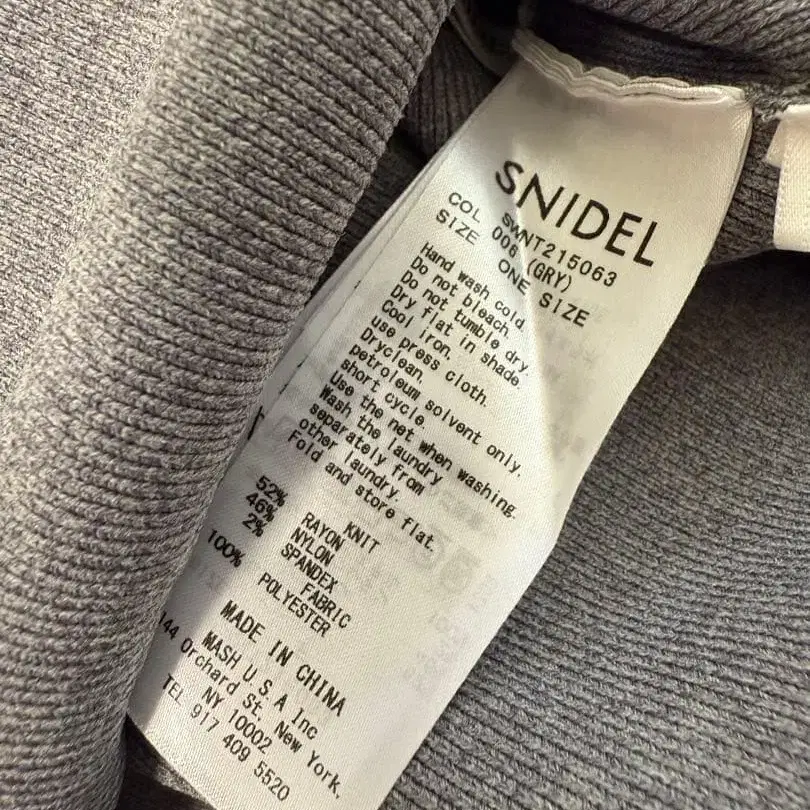 SNIDEL
SWNT215063
COL 006 (GRY)
SIZE ONE SIZE
Hand wash cold.
Do not bleach.
Do not tumble dry.
Dry flat in shade.
Cool iron.
use press cloth.
Dryclean.
petroleum solvent only.
short cycle.
Use the net when washing.
Wash the laundry
separately from
other laundry.
Fold and store flat.
KNIT
52% RAYON
46% NYLON
2% SPANDEX
FABRIC
100% POLYESTER
MADE IN CHINA
MASH U.S.A Inc
144 Orchard St. New York.
NY 10002
TEL 917 409 5520